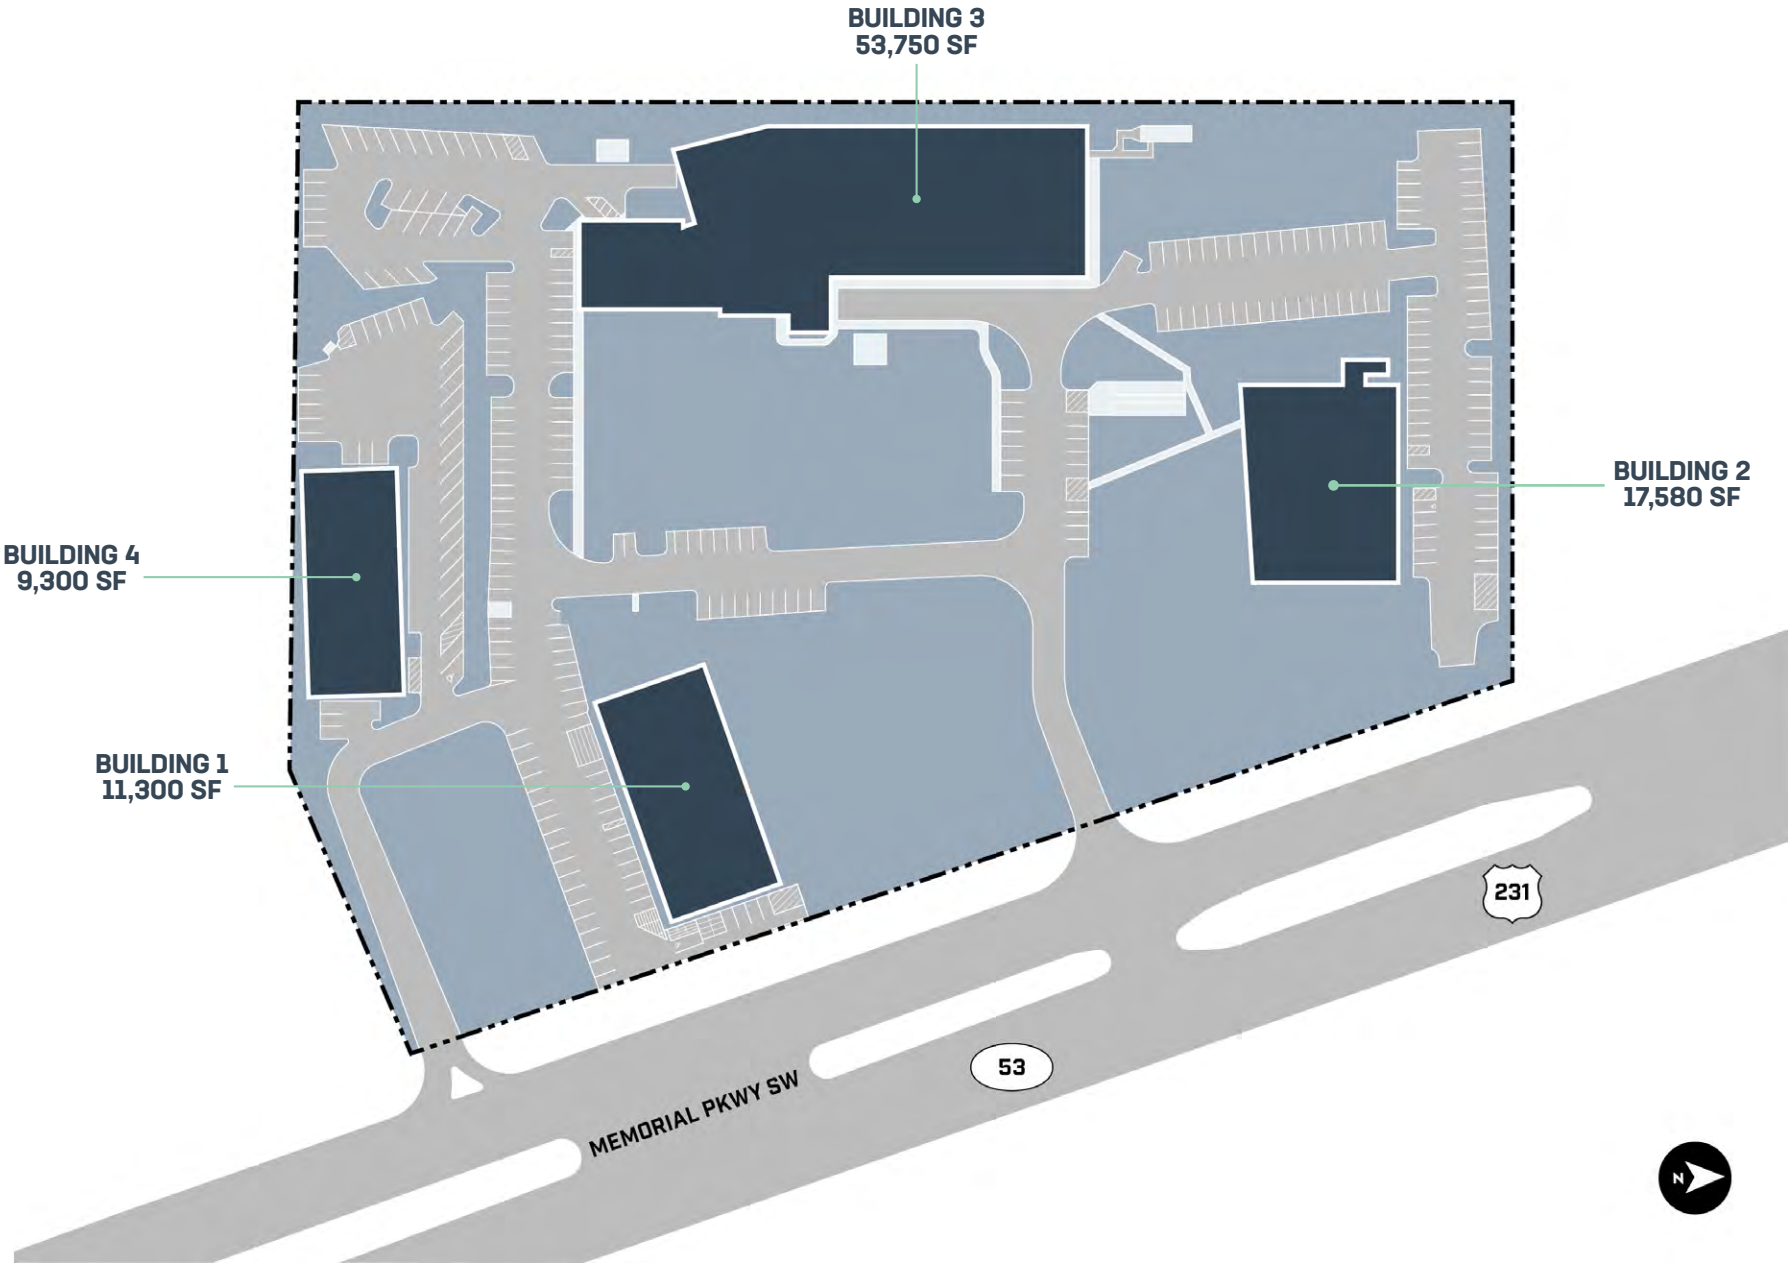 BUILDING 3
53,750 SF
BUILDING 2
17,580 SF
BUILDING 4
9,300 SF
BUILDING 1
11,300 SF
231
53
MEMORIAL PKWY SW
N